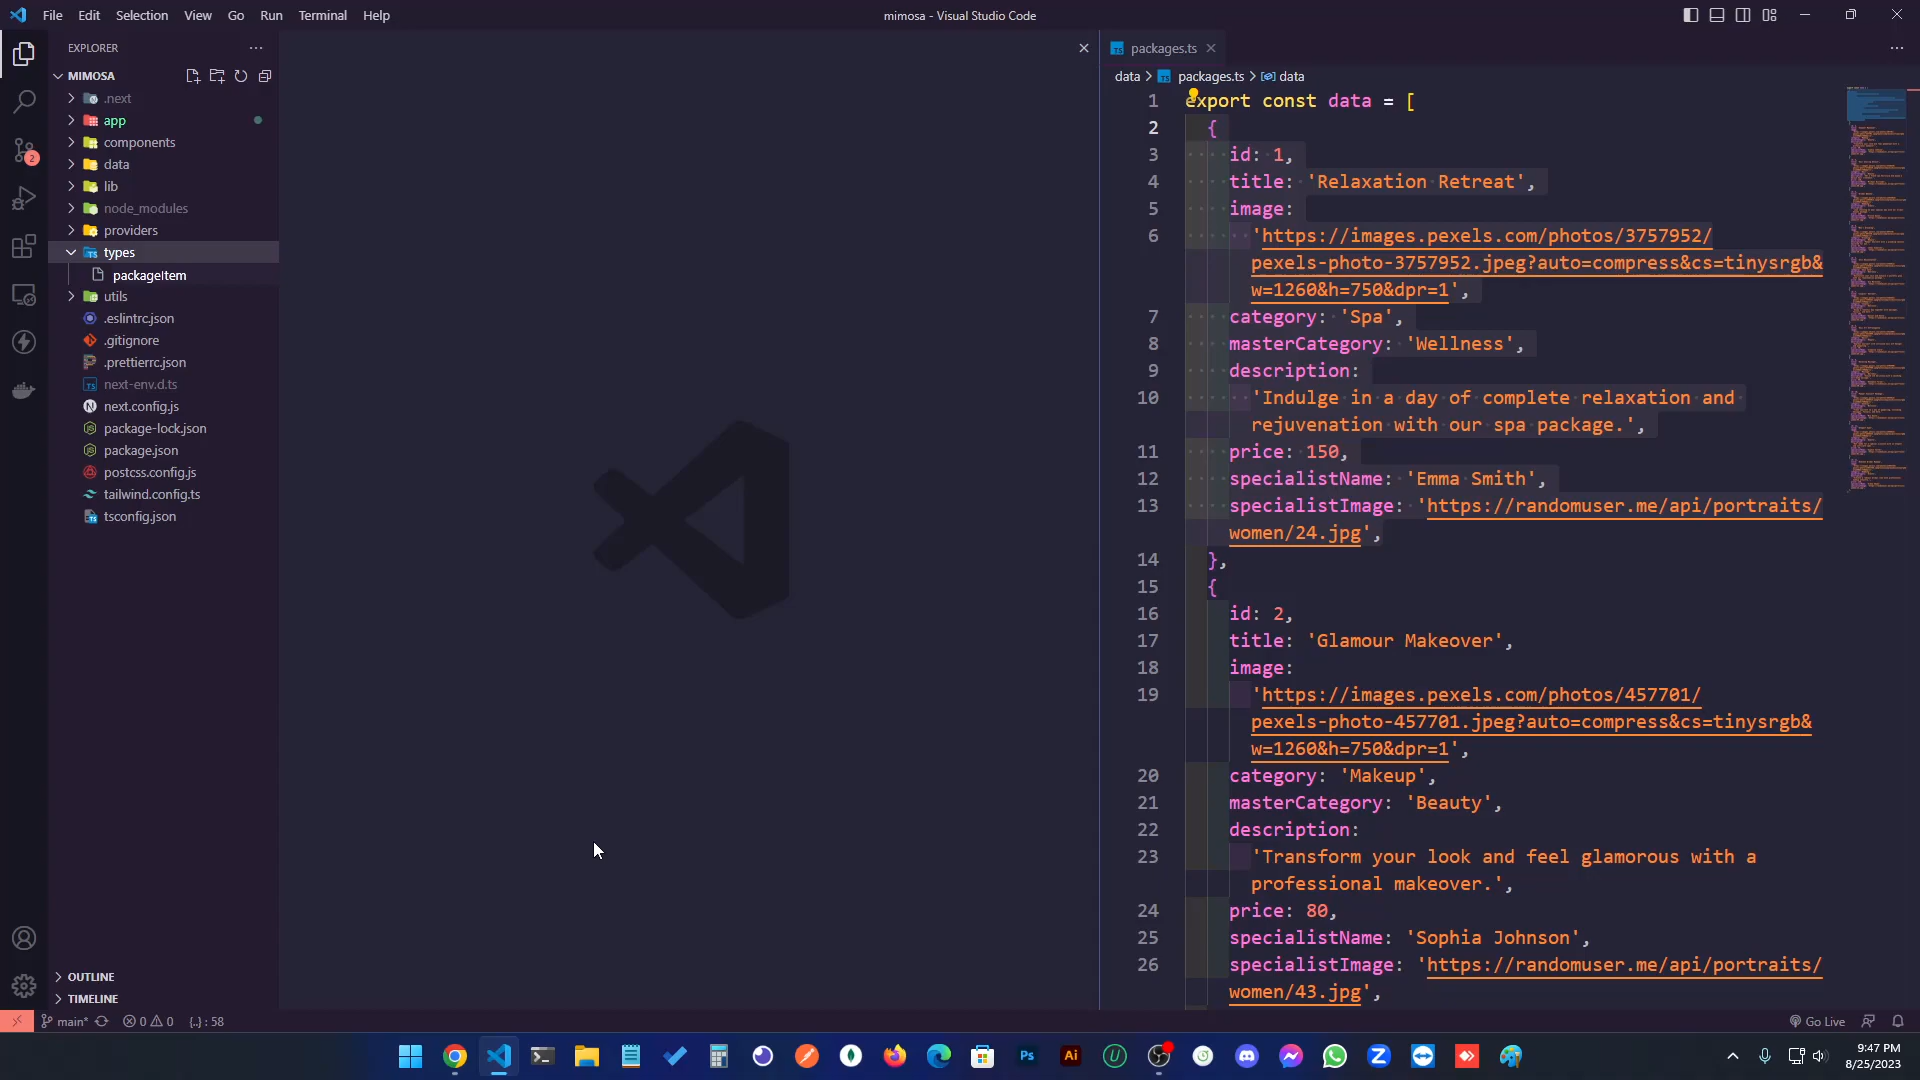 File Edit Selection View Go Run Terminal Help
mimosa - Visual Studio Code
EXPLORER
MIMOSA
.next
app
components
data
lib
node_modules
providers
types
packageItem
utils
.eslintrc.json
.gitignore
.prettierrc.json
next-env.d.ts
next.config.js
package-lock.json
package.json
postcss.config.js
tailwind.config.ts
tsconfig.json
OUTLINE
TIMELINE
packages.ts
data > packages.ts > data
1 export const data = [
2 {
3 id: 1,
4 title: 'Relaxation Retreat',
5 image:
6 'https://images.pexels.com/photos/3757952/
pexels-photo-3757952.jpeg?auto=compress&cs=tinysrgb&
w=1260&h=750&dpr=1',
7 category: 'Spa',
8 masterCategory: 'Wellness',
9 description:
10 'Indulge in a day of complete relaxation and
rejuvenation with our spa package.',
11 price: 150,
12 specialistName: 'Emma Smith',
13 specialistImage: 'https://randomuser.me/api/portraits/
women/24.jpg',
14 },
15 {
16 id: 2,
17 title: 'Glamour Makeover',
18 image:
19 'https://images.pexels.com/photos/457701/
pexels-photo-457701.jpeg?auto=compress&cs=tinysrgb&
w=1260&h=750&dpr=1',
20 category: 'Makeup',
21 masterCategory: 'Beauty',
22 description:
23 'Transform your look and feel glamorous with a
professional makeover.',
24 price: 80,
25 specialistName: 'Sophia Johnson',
26 specialistImage: 'https://randomuser.me/api/portraits/
women/43.jpg',
2
main* 0 0 {..} : 58
Go Live
Ps Ai
9:47 PM
8/25/2023